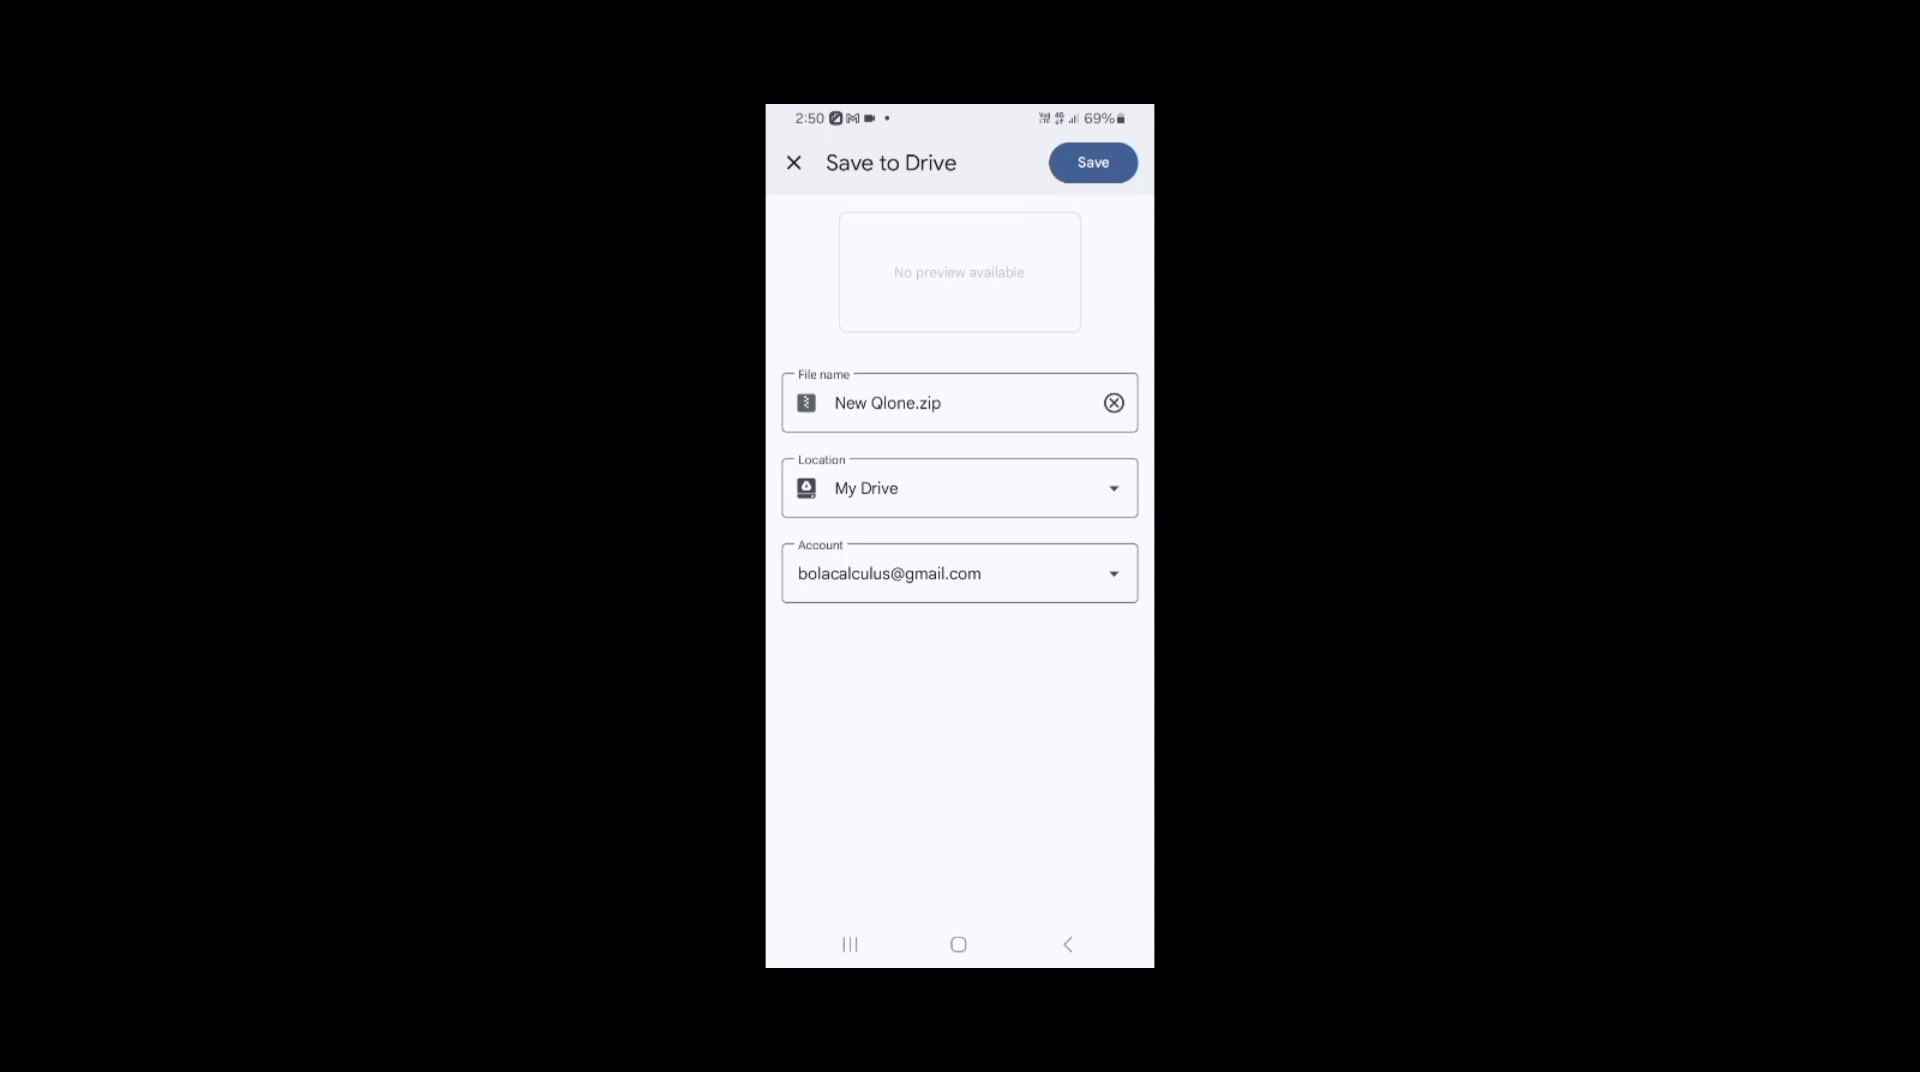 2:50 69%
Save to Drive Save
No preview available
File name
New Qlone.zip
Location
My Drive
Account
bolacalculus@gmail.com